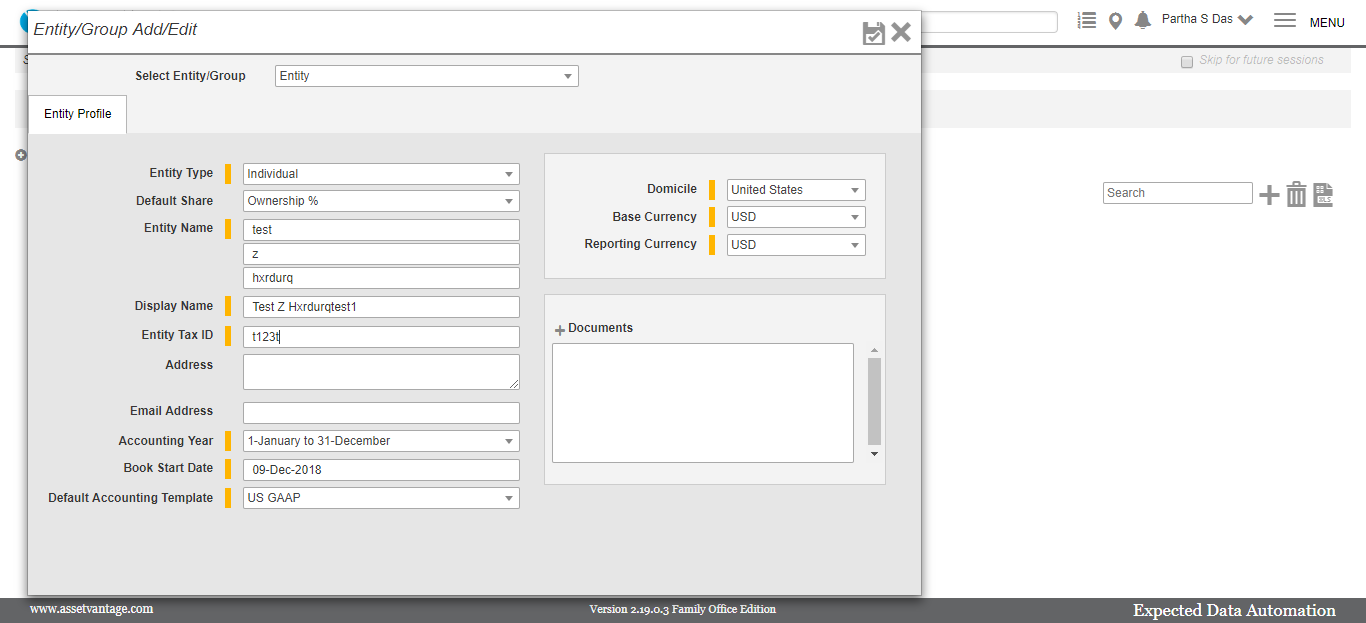 Entity/Group Add/Edit
Partha S Das
MENU
Select Entity/Group Entity
Skip for future sessions
Entity Profile
Entity Type Individual
Default Share Ownership %
Entity Name test
z
hxrdurq
Display Name Test Z Hxrdurqtest1
Entity Tax ID t123t
Address
Email Address
Accounting Year 1-January to 31-December
Book Start Date 09-Dec-2018
Default Accounting Template US GAAP
Domicile United States
Base Currency USD
Reporting Currency USD
Documents
Search
XLS
www.assetvantage.com
Version 2.19.0.3 Family Office Edition
Expected Data Automation